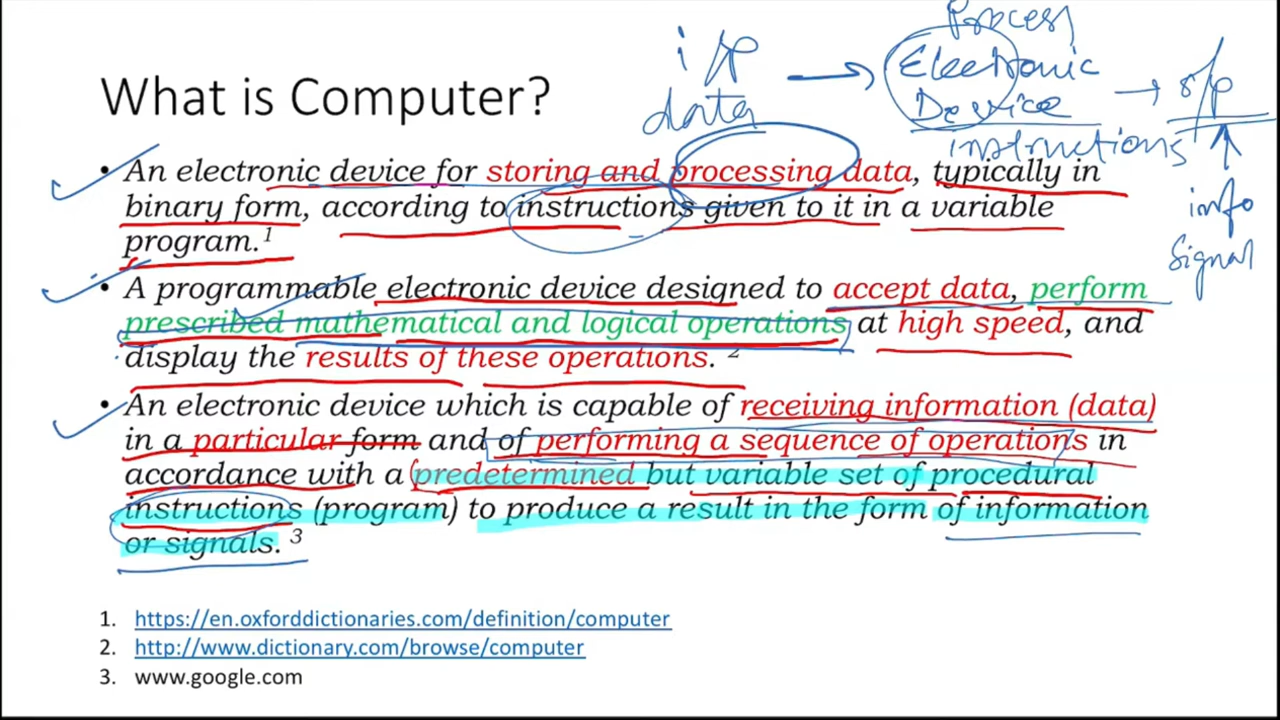 Process
i/p
Electronic
What is Computer?
data
Device
o/p
instructions
• An electronic device for storing and processing data, typically in
binary form, according to instructions given to it in a variable
info
program.1
Signal
• A programmable electronic device designed to accept data, perform
prescribed mathematical and logical operations at high speed, and
display the results of these operations. 2
• An electronic device which is capable of receiving information (data)
in a particular form and of performing a sequence of operations in
accordance with a predetermined but variable set of procedural
instructions (program) to produce a result in the form of information
or signals. 3
1. https://en.oxforddictionaries.com/definition/computer
2. http://www.dictionary.com/browse/computer
3. www.google.com